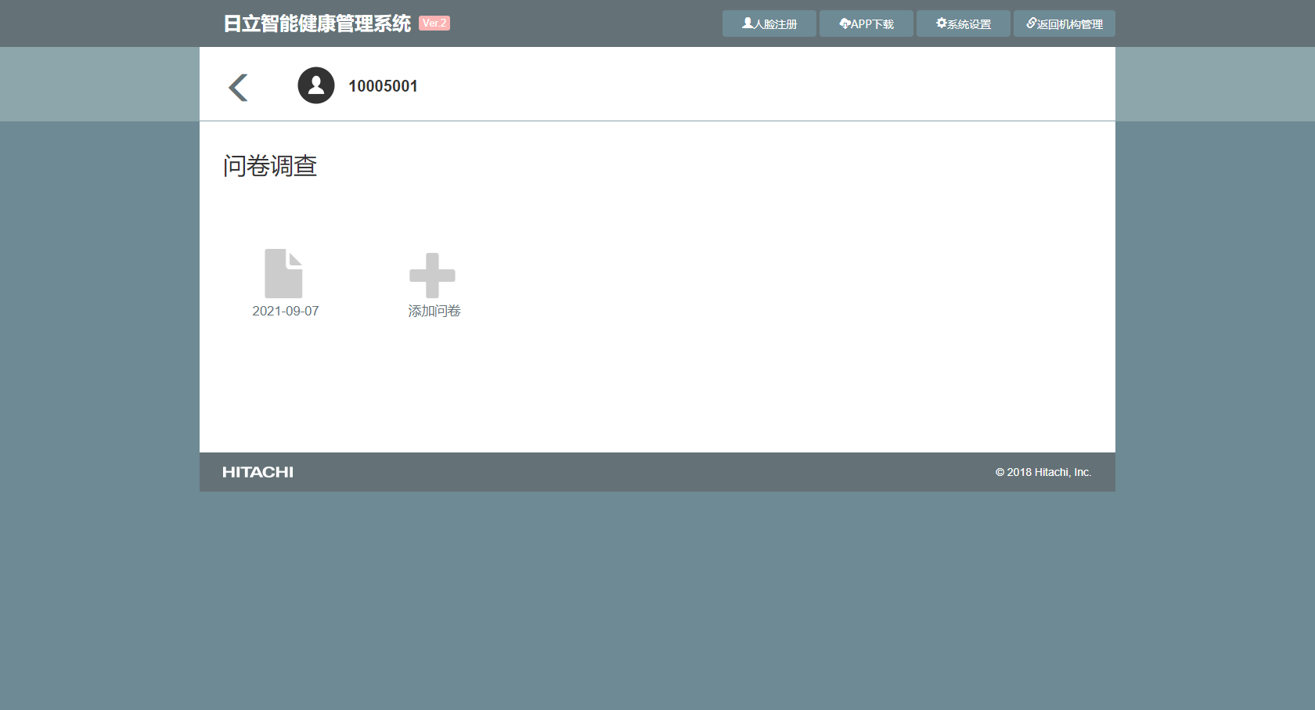 日立智能健康管理系统 Ver.2
人脸注册 APP下载 系统设置 返回机构管理
10005001
问卷调查
2021-09-07 添加问卷
HITACHI © 2018 Hitachi, Inc.